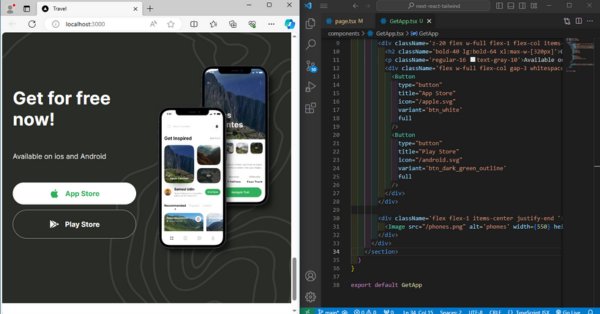 Travel
localhost:3000
Get for free
now!
Available on ios and Android
App Store
Play Store
Get Inspired
next-react-tailwind
page.tsx
GetApp.tsx U
components > GetApp.tsx > GetApp
9 <div className='z-20 flex w-full flex-1 flex-col items
10 <h2 className='bold-40 lg:bold-64 xl:max-w-[320px]'>
11 <p className='regular-16 text-gray-10'>Available o
12 <div className='flex w-full flex-col gap-3 whitespac
13 <Button
14 type="button"
15 title="App Store"
16 icon="/apple.svg"
17 variant='btn_white'
18 full
19 />
20 <Button
21 type="button"
22 title="Play Store"
23 icon="/android.svg"
24 variant='btn_dark_green_outline'
25 full
26 />
27 </div>
28 </div>
29
30 <div className='flex flex-1 items-center justify-end '
31 <Image src="/phones.png" alt='phones' width={550} hei
32 </div>
33 </div>
34 </section>
35 )
36 }
37
38 export default GetApp
main*
Ln 34, Col 15
Spaces: 2
UTF-8
CRLF
TypeScript JSX
Go Live